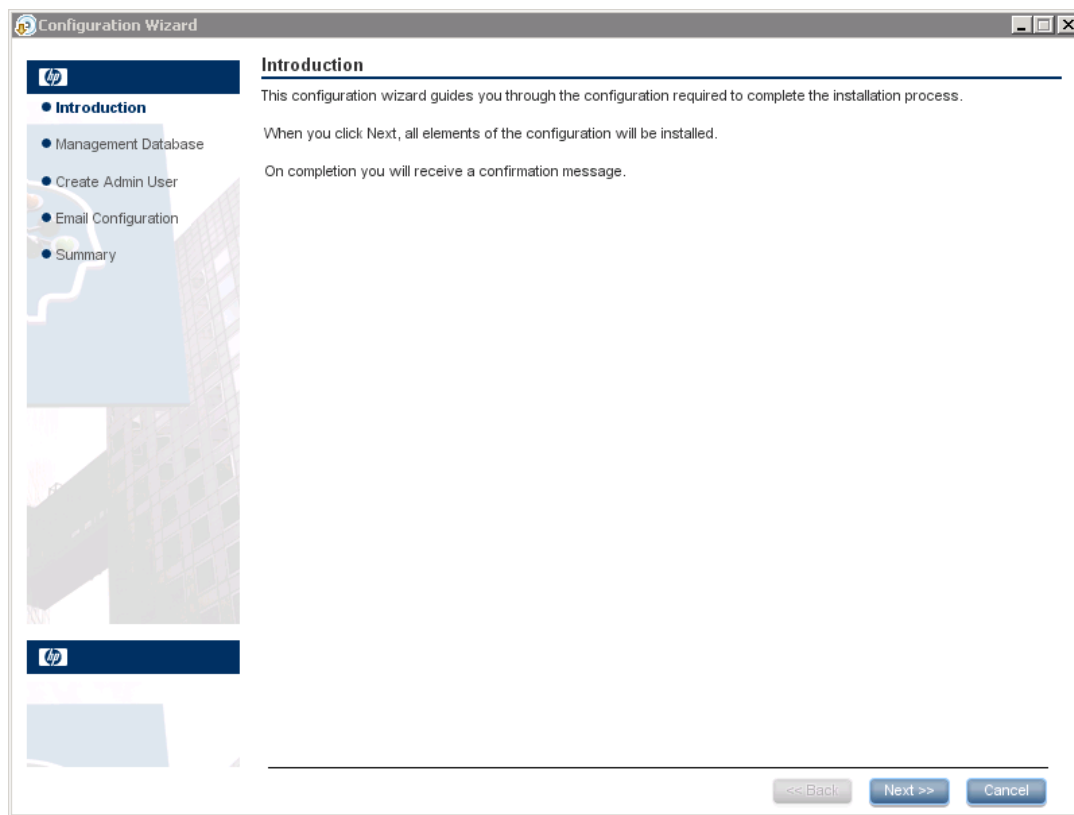 Configuration Wizard
hp
Introduction
Management Database
Create Admin User
Email Configuration
Summary
hp
Introduction
This configuration wizard guides you through the configuration required to complete the installation process.
When you click Next, all elements of the configuration will be installed.
On completion you will receive a confirmation message.
<< Back
Next >>
Cancel